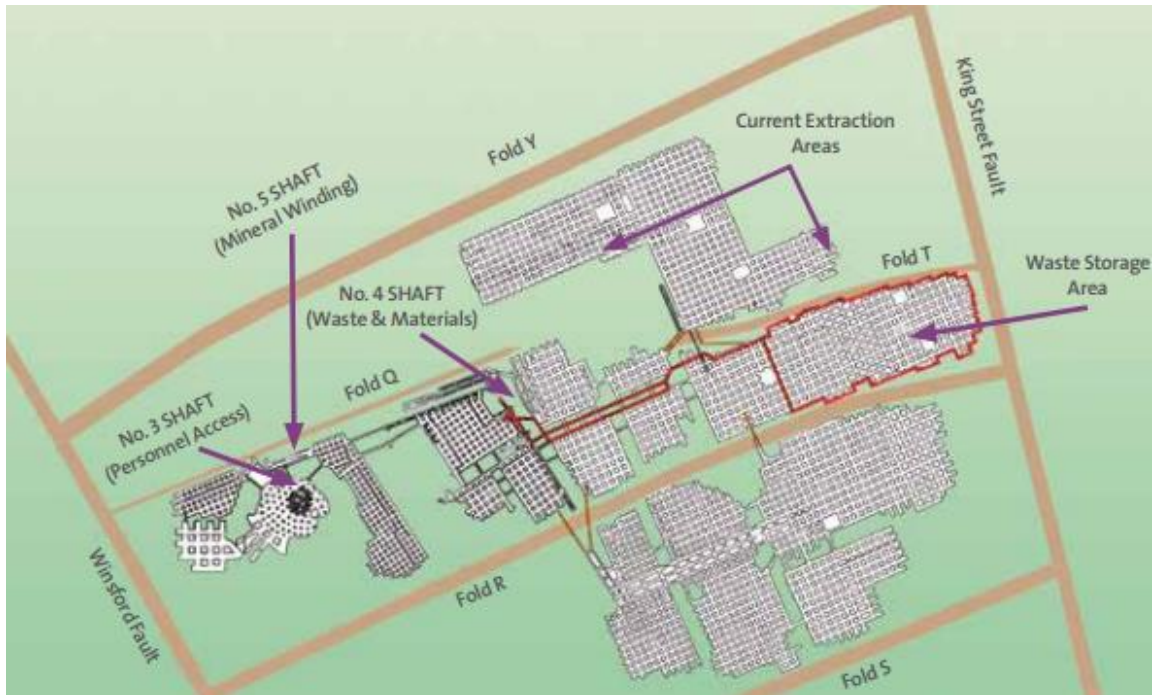 Fold Y
King Street Fault
Current Extraction
Areas
No. 5 SHAFT
(Mineral Winding)
Fold T
Waste Storage
Area
No. 4 SHAFT
(Waste & Materials)
Fold Q
No. 3 SHAFT
(Personnel Access)
Winsford Fault
Fold R
Fold S